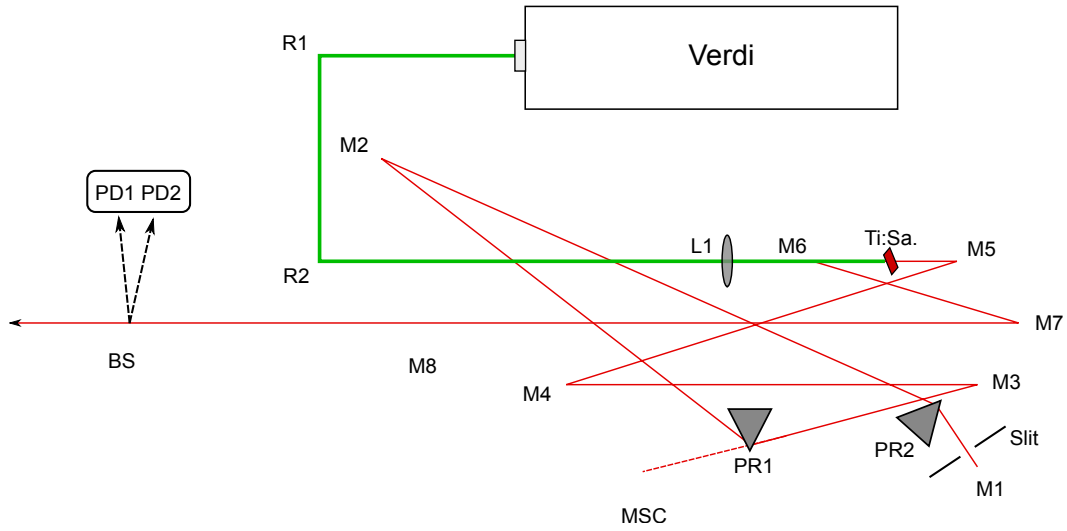 R1
Verdi
M2
PD1 PD2
L1
M6
Ti:Sa.
M5
R2
M7
BS
M8
M4
M3
Slit
PR1
PR2
M1
MSC